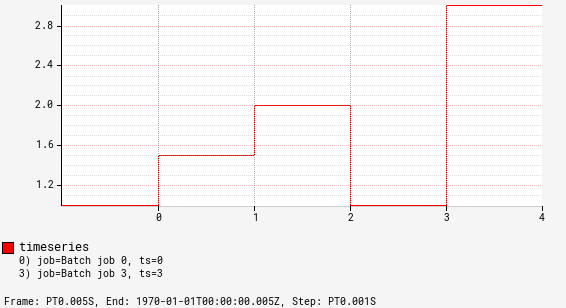 2.8
2.4
2.0
1.6
1.2
0 1 2 3 4
timeseries
0) job=Batch job 0, ts=0
3) job=Batch job 3, ts=3
Frame: PT0.005S, End: 1970-01-01T00:00:00.005Z, Step: PT0.001S